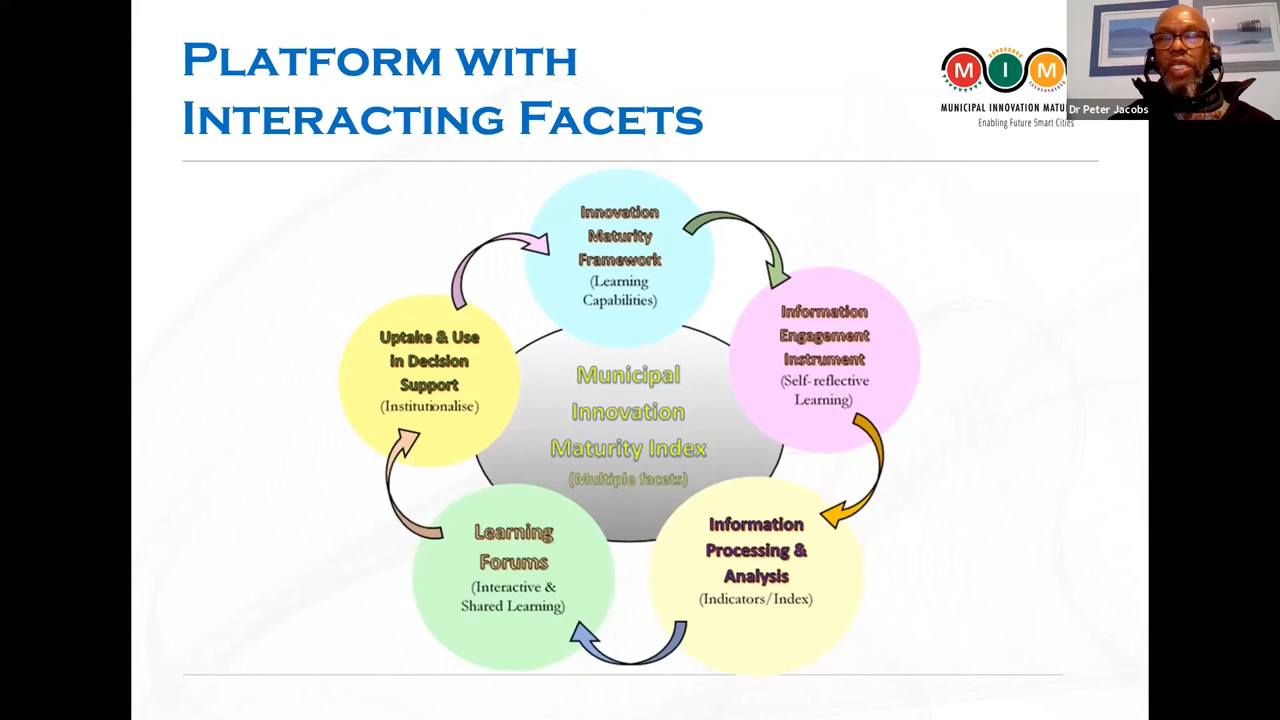 PLATFORM WITH
INTERACTING FACETS
M I M
MUNICIPAL INNOVATION
Enabling Future Smart Cities
Dr Peter Jacobs
Innovation
Maturity
Framework
(Learning
Capabilities)
Information
Engagement
Instrument
(Self-reflective
Learning)
Information
Processing &
Analysis
(Indicators/Index)
Learning
Forums
(Interactive &
Shared Learning)
Uptake & Use
in Decision
Support
(Institutionalise)
Municipal
Innovation
Maturity Index
(Multiple facets)